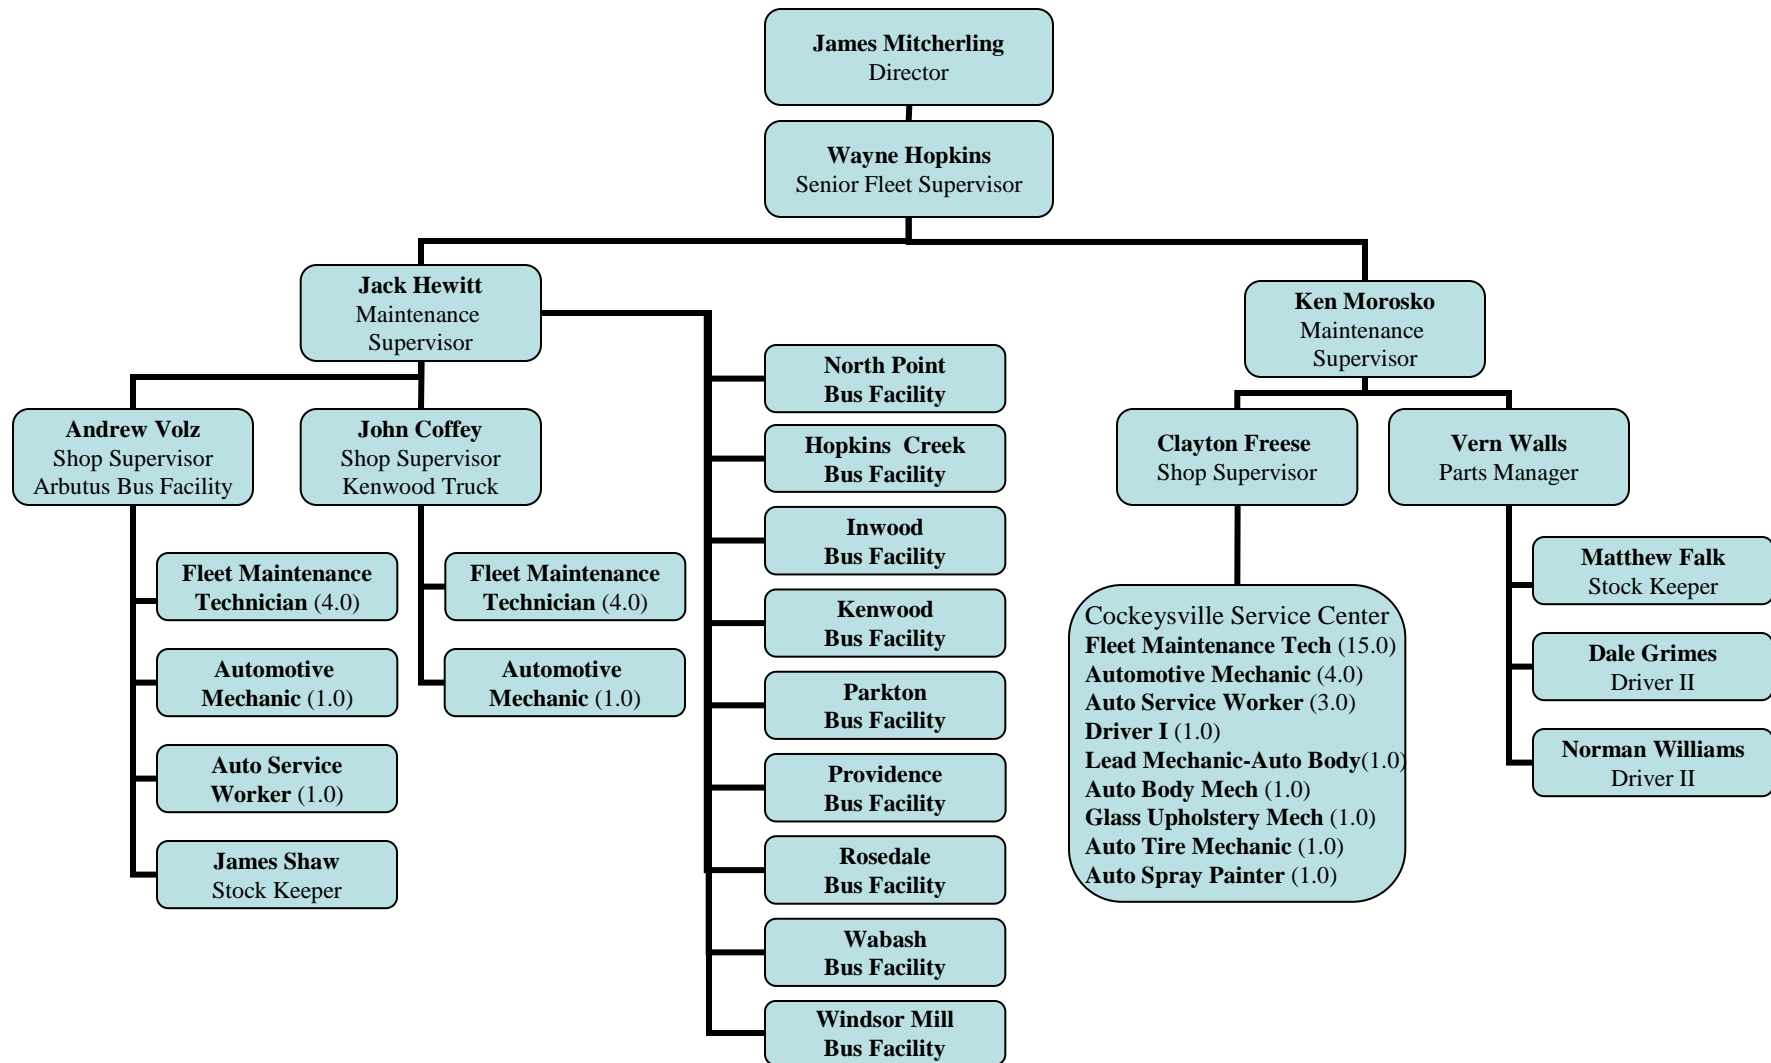 James Mitcherling
Director
Wayne Hopkins
Senior Fleet Supervisor
Jack Hewitt
Maintenance
Supervisor
Ken Morosko
Maintenance
Supervisor
Andrew Volz
Shop Supervisor
Arbutus Bus Facility
John Coffey
Shop Supervisor
Kenwood Truck
Fleet Maintenance
Technician (4.0)
Automotive
Mechanic (1.0)
Auto Service
Worker (1.0)
James Shaw
Stock Keeper
Fleet Maintenance
Technician (4.0)
Automotive
Mechanic (1.0)
North Point
Bus Facility
Hopkins  Creek
Bus Facility
Inwood
Bus Facility
Kenwood
Bus Facility
Parkton
Bus Facility
Providence
Bus Facility
Rosedale
Bus Facility
Wabash
Bus Facility
Windsor Mill
Bus Facility
Clayton Freese
Shop Supervisor
Vern Walls
Parts Manager
Cockeysville Service Center
Fleet Maintenance Tech (15.0)
Automotive Mechanic (4.0)
Auto Service Worker (3.0)
Driver I (1.0)
Lead Mechanic-Auto Body(1.0)
Auto Body Mech (1.0)
Glass Upholstery Mech (1.0)
Auto Tire Mechanic (1.0)
Auto Spray Painter (1.0)
Matthew Falk
Stock Keeper
Dale Grimes
Driver II
Norman Williams
Driver II